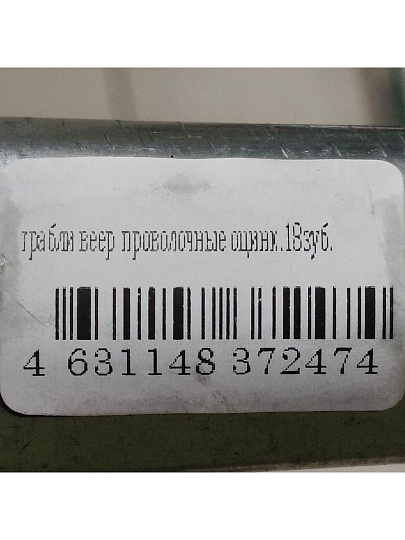 грабли веер проволочные оцинк.18зуб.
4 631148 372474